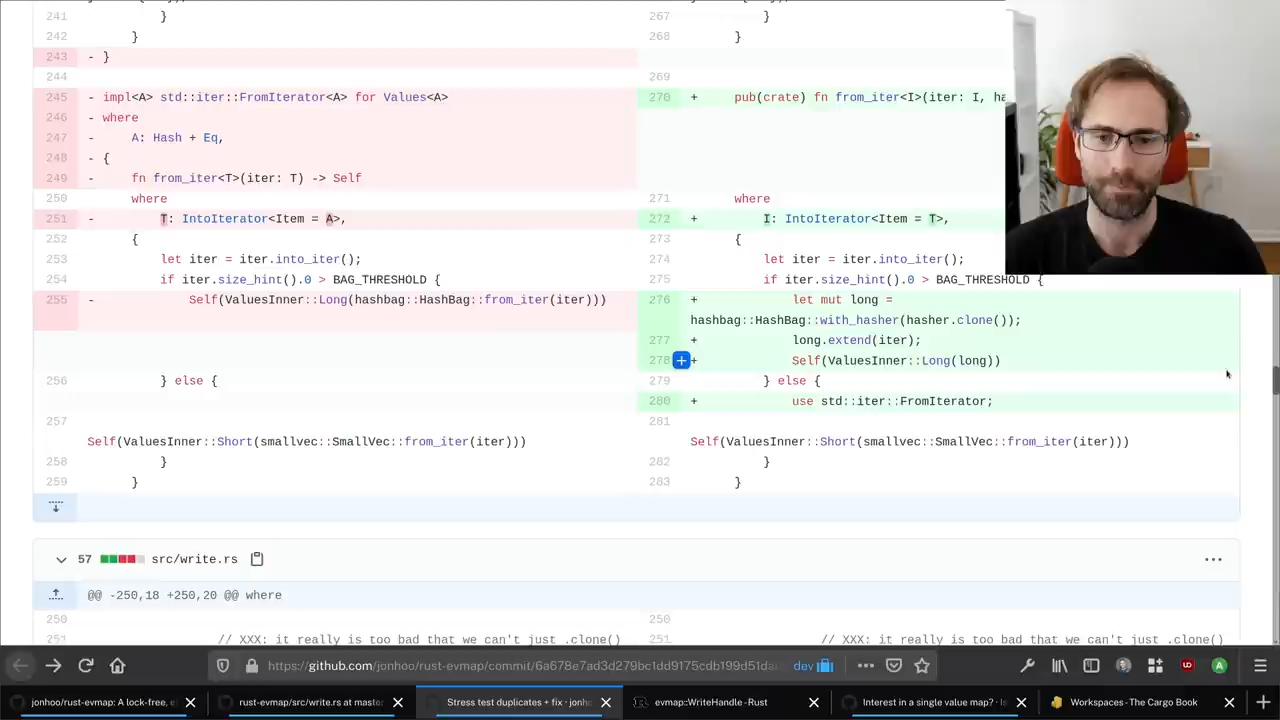 241 } 267 }
242 } 268 }
243 - }
244 269
245 - impl<A> std::iter::FromIterator<A> for Values<A> 270 + pub(crate) fn from_iter<I>(iter: I, ha
246 - where
247 - A: Hash + Eq,
248 - {
249 - fn from_iter<T>(iter: T) -> Self
250 where 271 where
251 - T: IntoIterator<Item = A>, 272 + I: IntoIterator<Item = T>,
252 { 273 {
253 let iter = iter.into_iter(); 274 let iter = iter.into_iter();
254 if iter.size_hint().0 > BAG_THRESHOLD { 275 if iter.size_hint().0 > BAG_THRESHOLD {
255 - Self(ValuesInner::Long(hashbag::HashBag::from_iter(iter))) 276 + let mut long =
hashbag::HashBag::with_hasher(hasher.clone());
277 + long.extend(iter);
278 + Self(ValuesInner::Long(long))
256 } else { 279 } else {
280 + use std::iter::FromIterator;
257 281
Self(ValuesInner::Short(smallvec::SmallVec::from_iter(iter))) Self(ValuesInner::Short(smallvec::SmallVec::from_iter(iter)))
258 } 282 }
259 } 283 }
57 src/write.rs
@@ -250,18 +250,20 @@ where
250 250
251 // XXX: it really is too bad that we can't just .clone() 251 // XXX: it really is too bad that we can't just .clone()
https://github.com/jonhoo/rust-evmap/commit/6a678e7ad3d279bc1dd9175cdb199d51da dev
jonhoo/rust-evmap: A lock-free, e rust-evmap/src/write.rs at maste Stress test duplicates + fix · jonh evmap::WriteHandle - Rust Interest in a single value map? · Is Workspaces - The Cargo Book